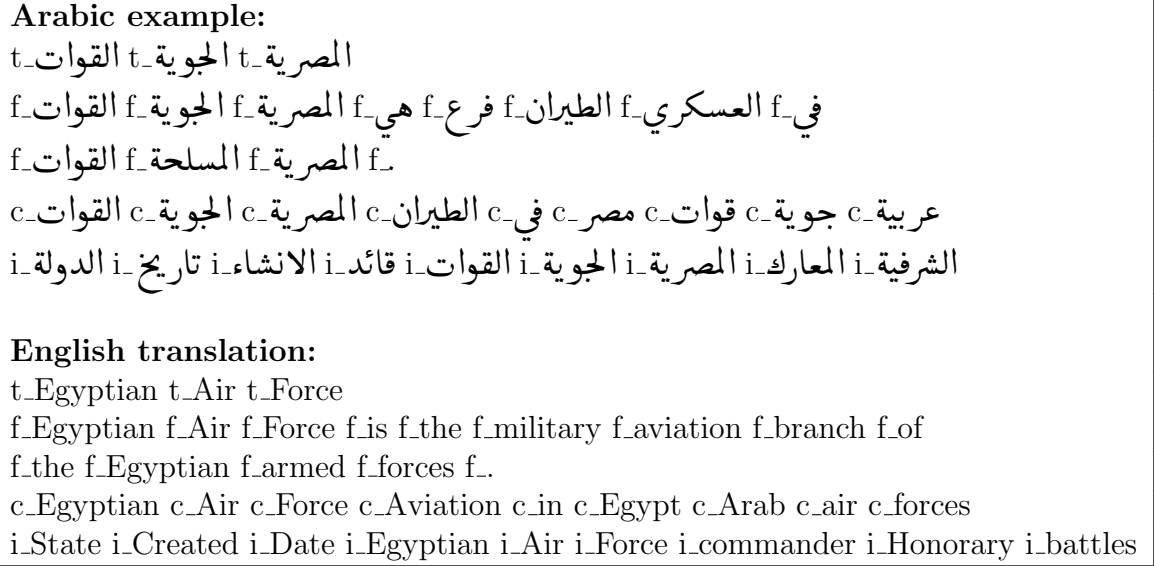 Arabic example:
t_القوات t_الجوية t_المصرية
f_القوات f_الجوية f_المصرية f_هي f_فرع f_الطيران f_العسكري f_في
f_القوات f_المسلحة f_المصرية f_.
c_القوات c_الجوية c_المصرية c_الطيران c_في c_مصر c_قوات c_جوية c_عربية
i_الدولة i_تاريخ i_الانشاء i_قائد i_القوات i_الجوية i_المصرية i_المعارك i_الشرفية
English translation:
t_Egyptian t_Air t_Force
f_Egyptian f_Air f_Force f_is f_the f_military f_aviation f_branch f_of
f_the f_Egyptian f_armed f_forces f_.
c_Egyptian c_Air c_Force c_Aviation c_in c_Egypt c_Arab c_air c_forces
i_State i_Created i_Date i_Egyptian i_Air i_Force i_commander i_Honorary i_battles